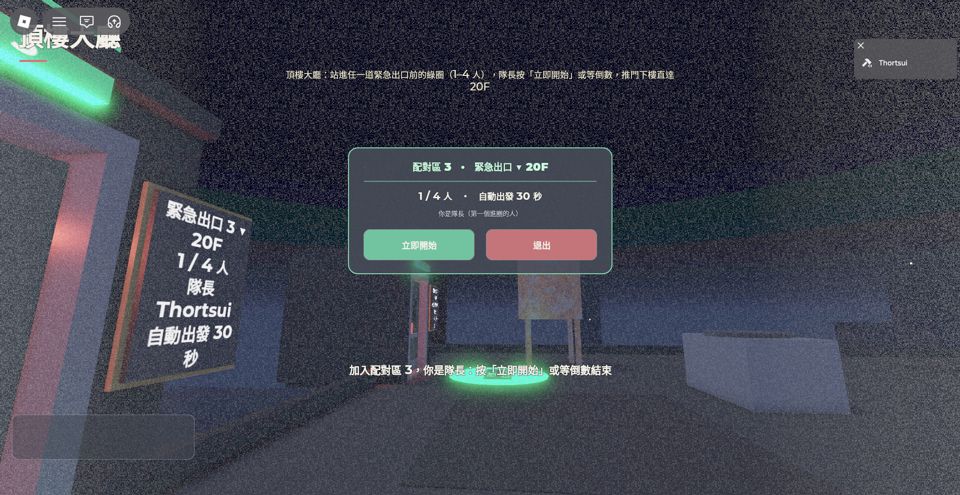 頂樓大廳
頂樓大廳：站進任一道緊急出口前的綠圈（1–4 人），隊長按「立即開始」或等倒數，推門下樓直達
20F
Thortsui
配對區 3 • 緊急出口 ▼ 20F
1 / 4 人 · 自動出發 30 秒
你是隊長（第一個進圈的人）
立即開始
退出
緊急出口 3 ▼
20F
1 / 4 人
隊長
Thortsui
自動出發 30
秒
加入配對區 3，你是隊長：按「立即開始」或等倒數結束